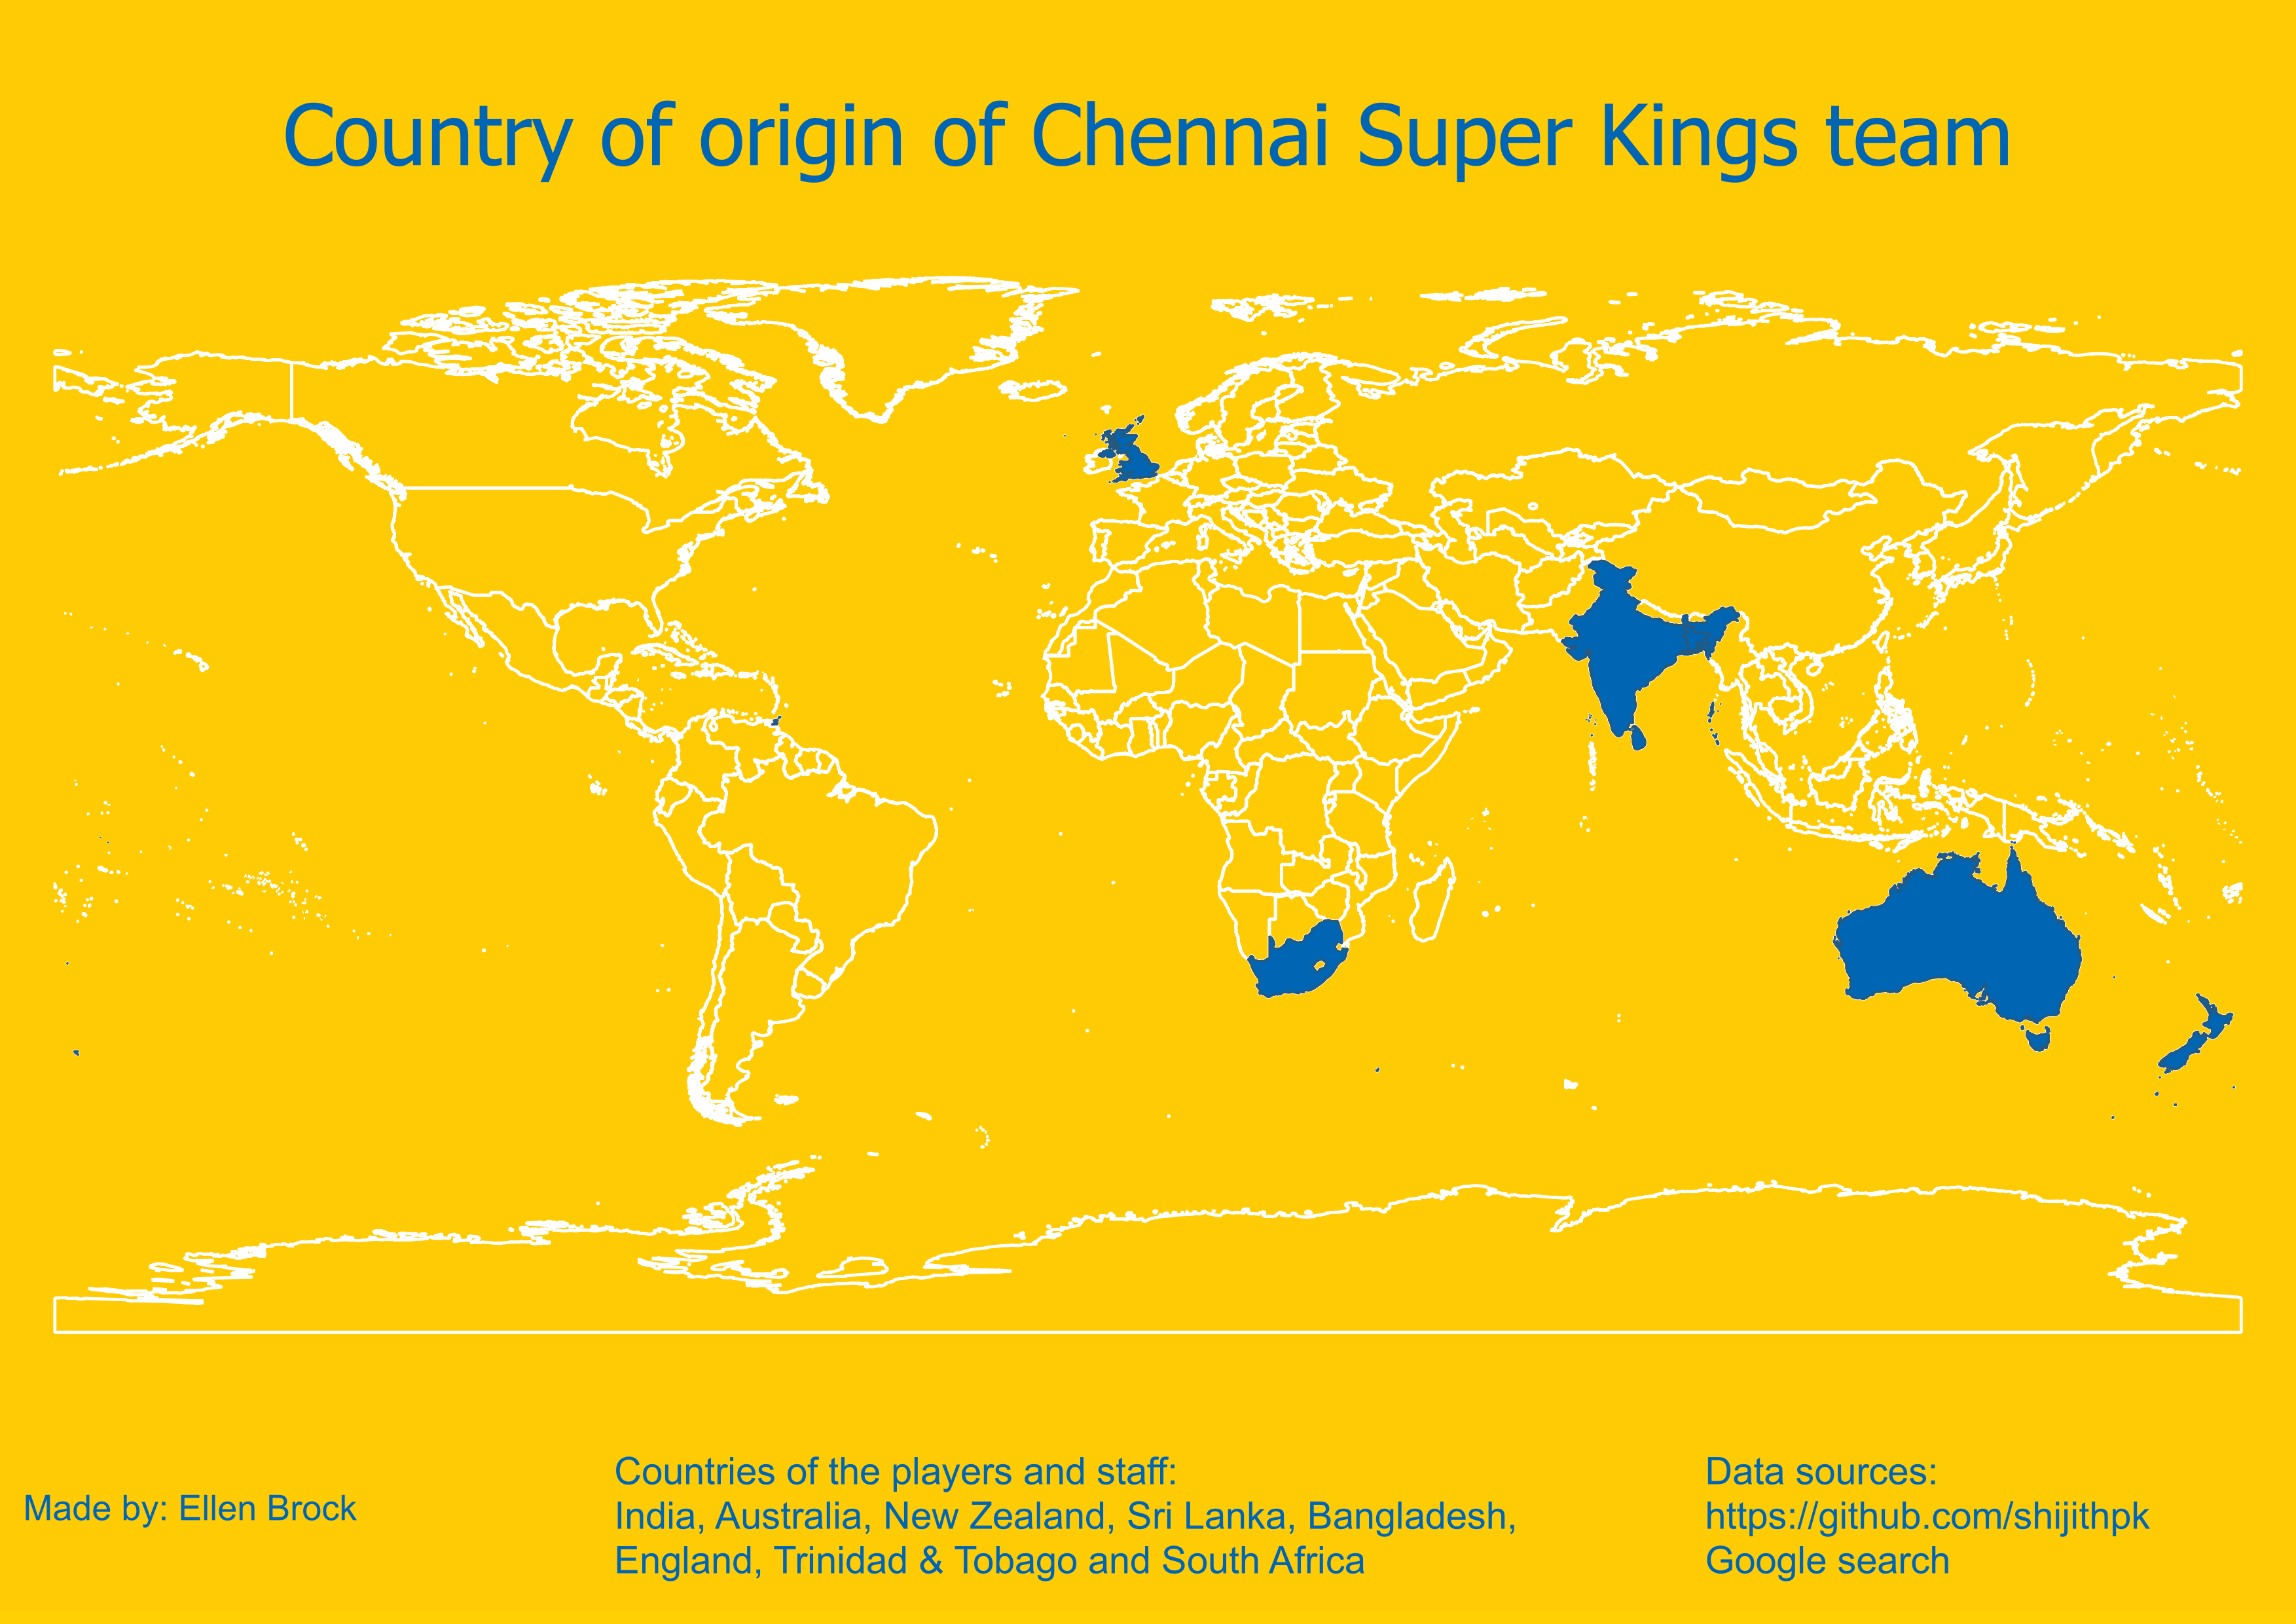 Country of origin of Chennai Super Kings team
Made by: Ellen Brock
Countries of the players and staff:
India, Australia, New Zealand, Sri Lanka, Bangladesh,
England, Trinidad & Tobago and South Africa
Data sources:
https://github.com/shijithpk
Google search